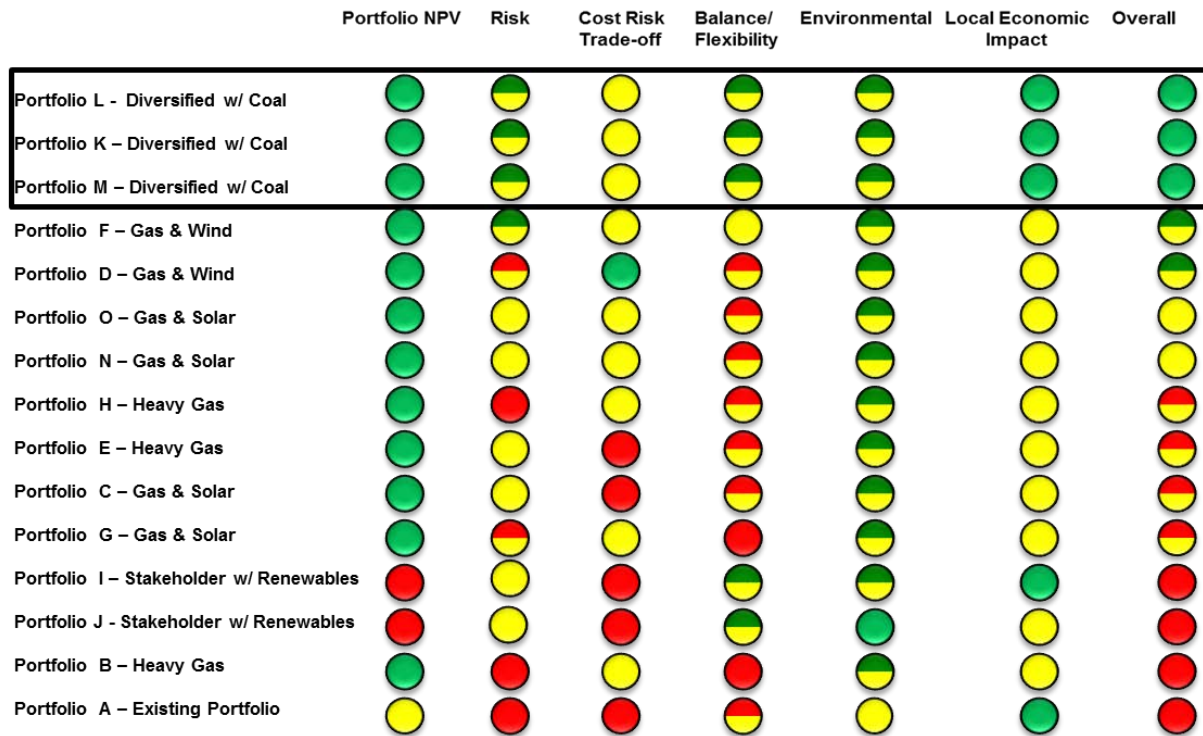 Portfolio NPV Risk Cost Risk Balance/ Environmental Local Economic Overall
Trade-off Flexibility Impact
Portfolio L - Diversified w/ Coal
Portfolio K – Diversified w/ Coal
Portfolio M – Diversified w/ Coal
Portfolio F – Gas & Wind
Portfolio D – Gas & Wind
Portfolio O – Gas & Solar
Portfolio N – Gas & Solar
Portfolio H – Heavy Gas
Portfolio E – Heavy Gas
Portfolio C – Gas & Solar
Portfolio G – Gas & Solar
Portfolio I – Stakeholder w/ Renewables
Portfolio J - Stakeholder w/ Renewables
Portfolio B – Heavy Gas
Portfolio A – Existing Portfolio